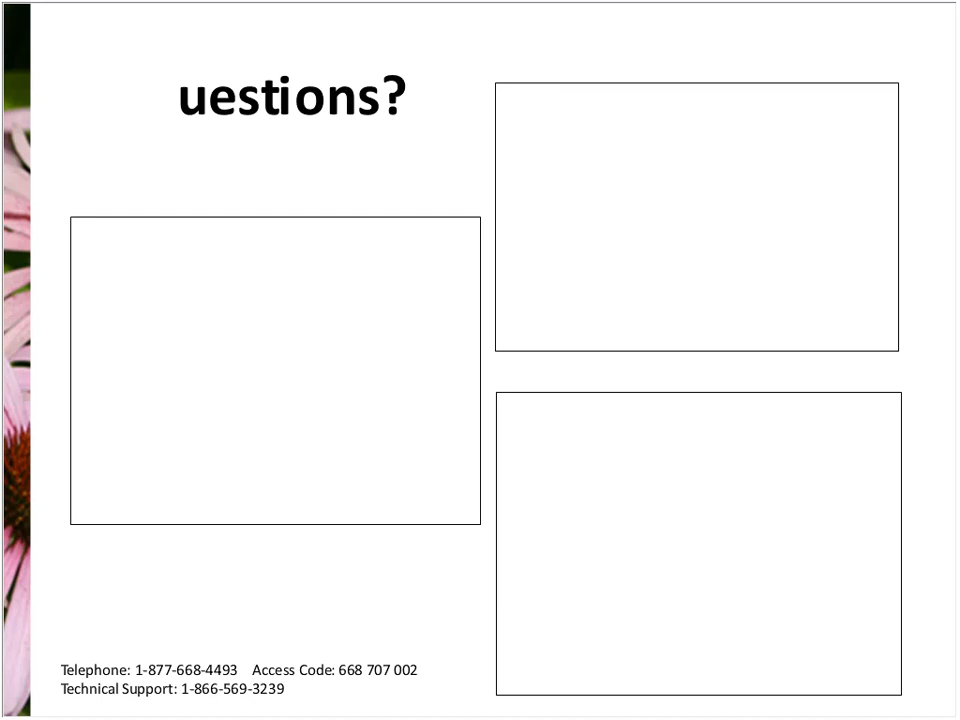 uestions?
Telephone: 1-877-668-4493 Access Code: 668 707 002
Technical Support: 1-866-569-3239